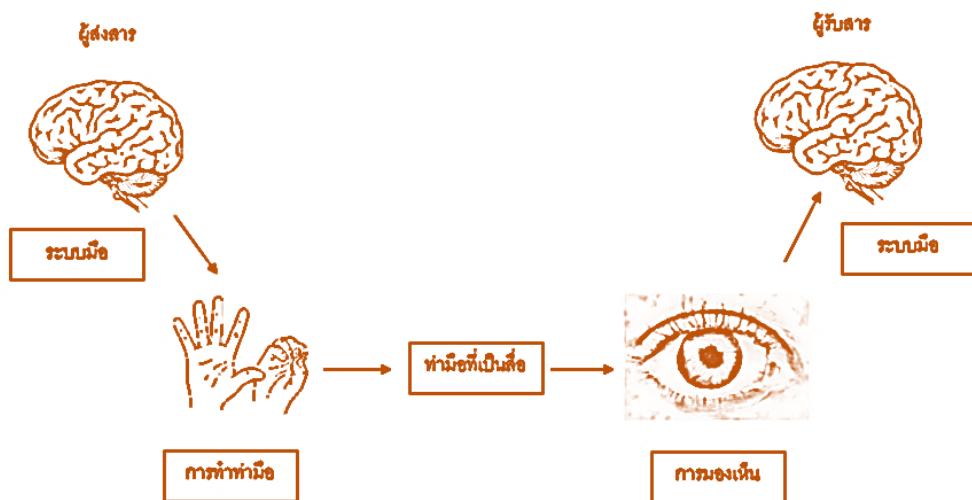 ผู้ส่งสาร
ผู้รับสาร
ระบบมือ
ระบบมือ
ท่ามือที่เป็นสื่อ
การทำท่ามือ
การมองเห็น